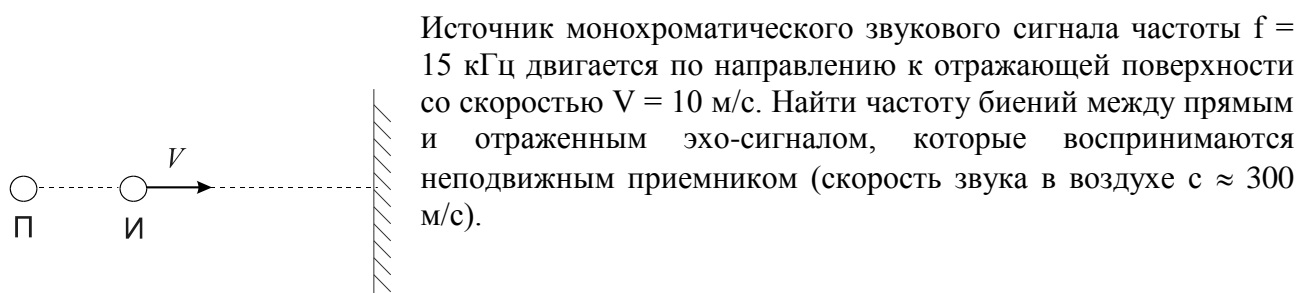 Источник монохроматического звукового сигнала частоты f =
15 кГц двигается по направлению к отражающей поверхности
со скоростью V = 10 м/с. Найти частоту биений между прямым
и отраженным эхо-сигналом, которые воспринимаются
неподвижным приемником (скорость звука в воздухе с ≈ 300
м/с).
V
П И